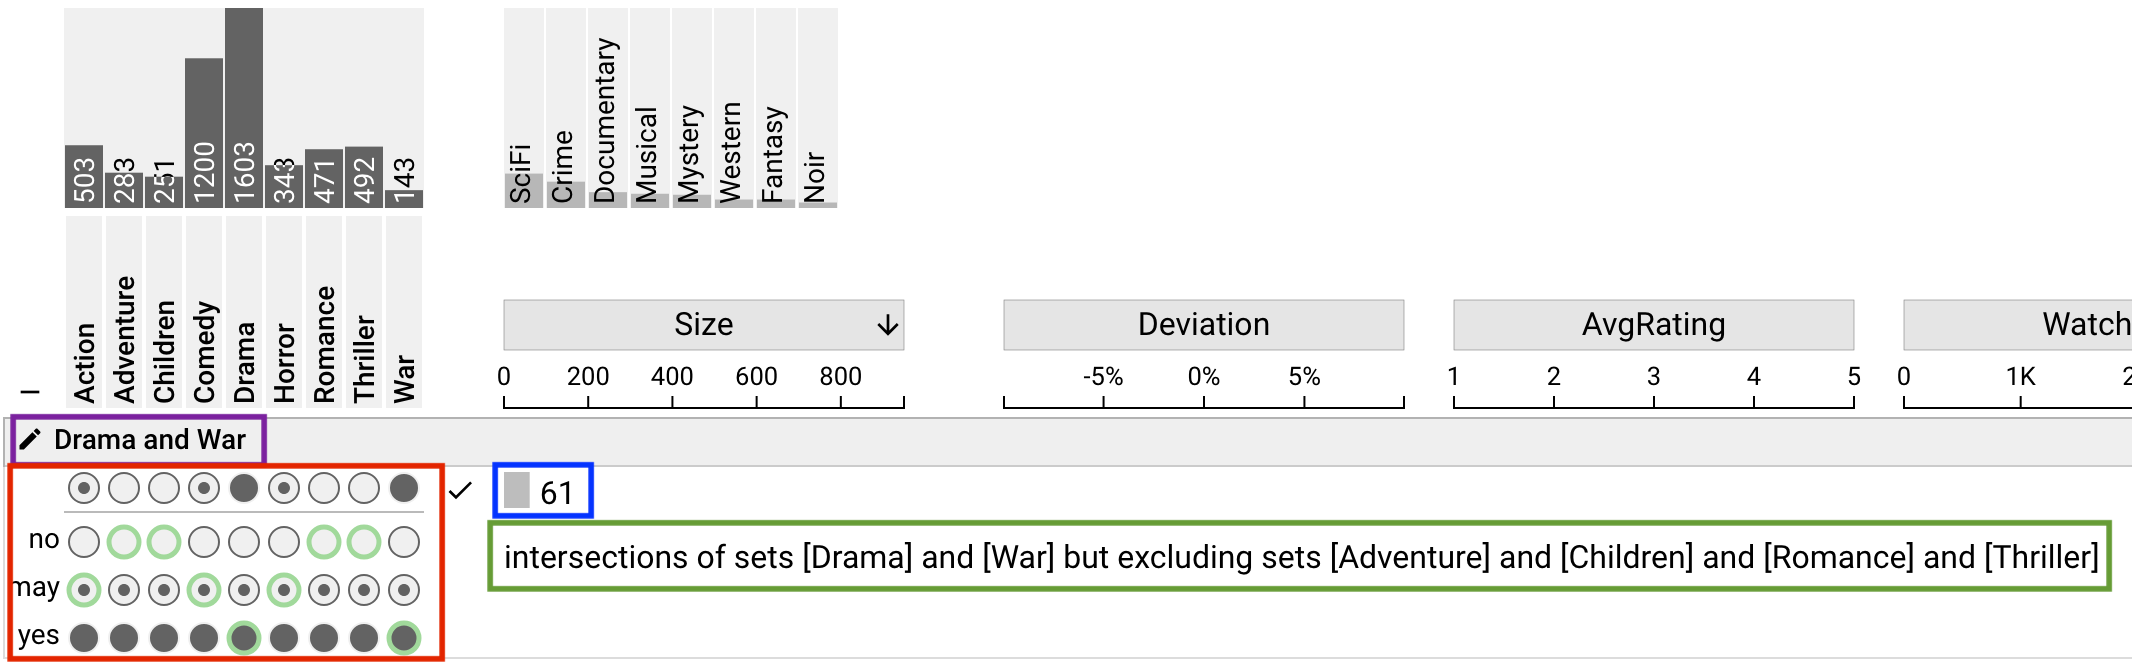 503 283 251 1200 1603 343 471 492 143
SciFi Crime Documentary Musical Mystery Western Fantasy Noir
Action Adventure Children Comedy Drama Horror Romance Thriller War
Size Deviation AvgRating Watch
0 200 400 600 800 -5% 0% 5% 1 2 3 4 5 0 1K 2
Drama and War
61
no
intersections of sets [Drama] and [War] but excluding sets [Adventure] and [Children] and [Romance] and [Thriller]
may
yes